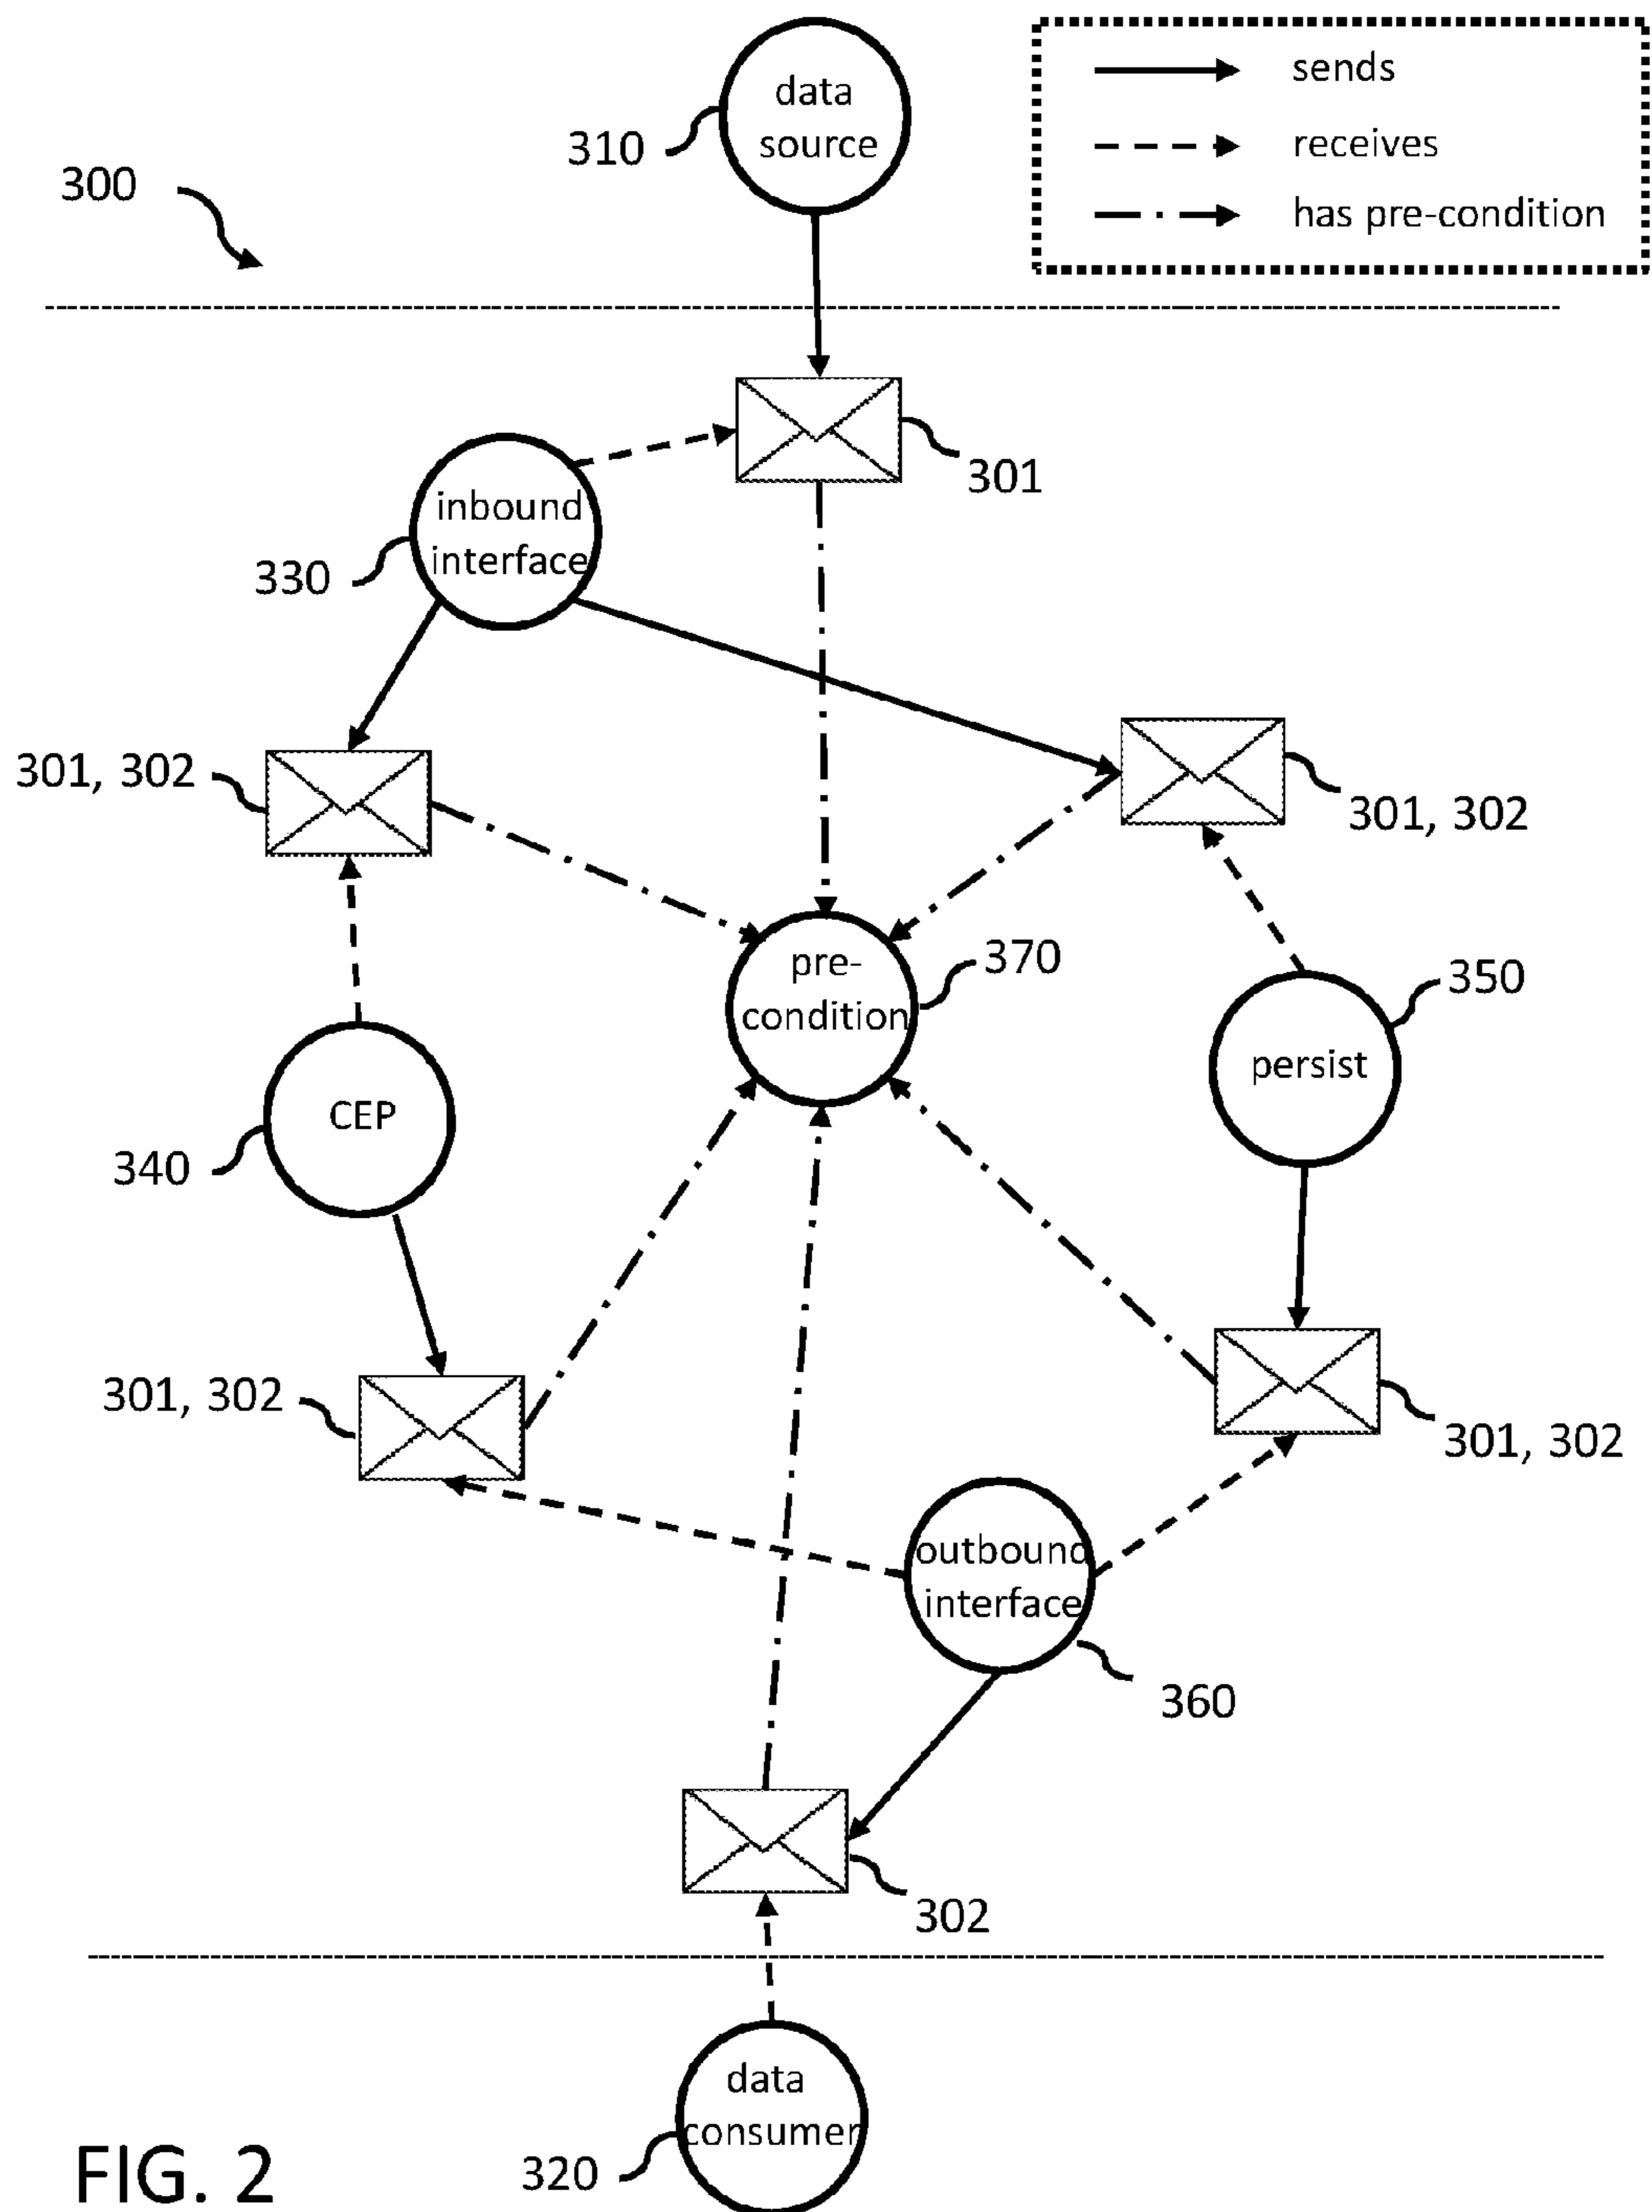 data
source
310
sends
receives
has pre-condition
300
301
inbound
interface
330
301, 302
301, 302
pre-
condition
370
350
persist
CEP
340
301, 302
301, 302
outbound
interface
360
302
data
consumer
320
FIG. 2